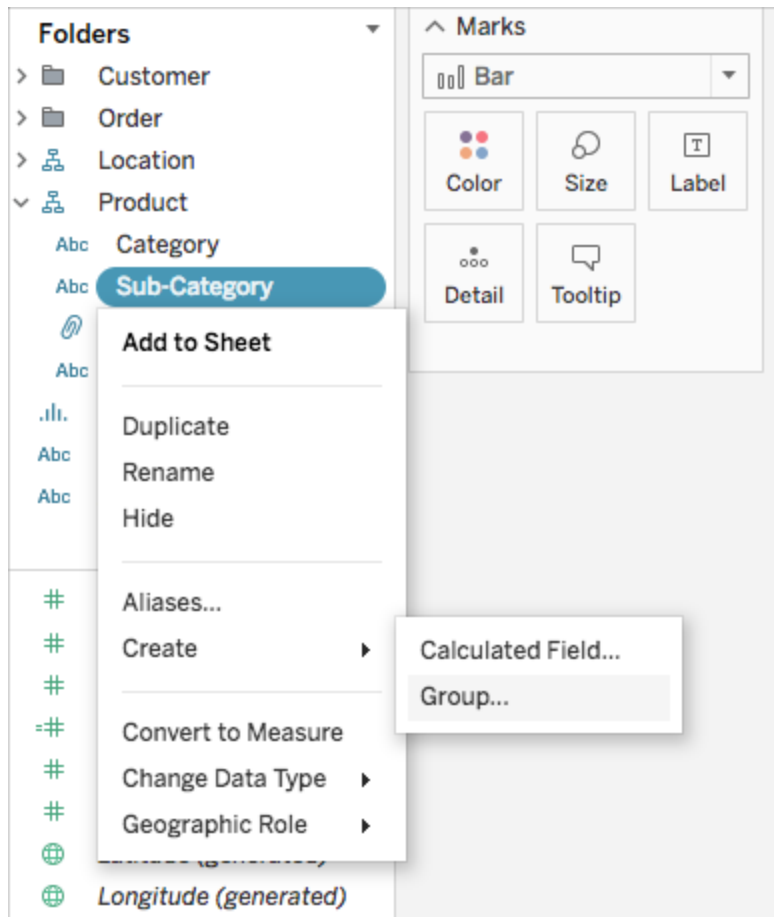 Folders
Customer
Order
Location
Product
Abc Category
Abc Sub-Category
Abc
Abc
Abc
Add to Sheet
Duplicate
Rename
Hide
Aliases...
Create
Convert to Measure
Change Data Type
Geographic Role
Calculated Field...
Group...
Longitude (generated)
Marks
Bar
Color
Size
T
Label
Detail
Tooltip